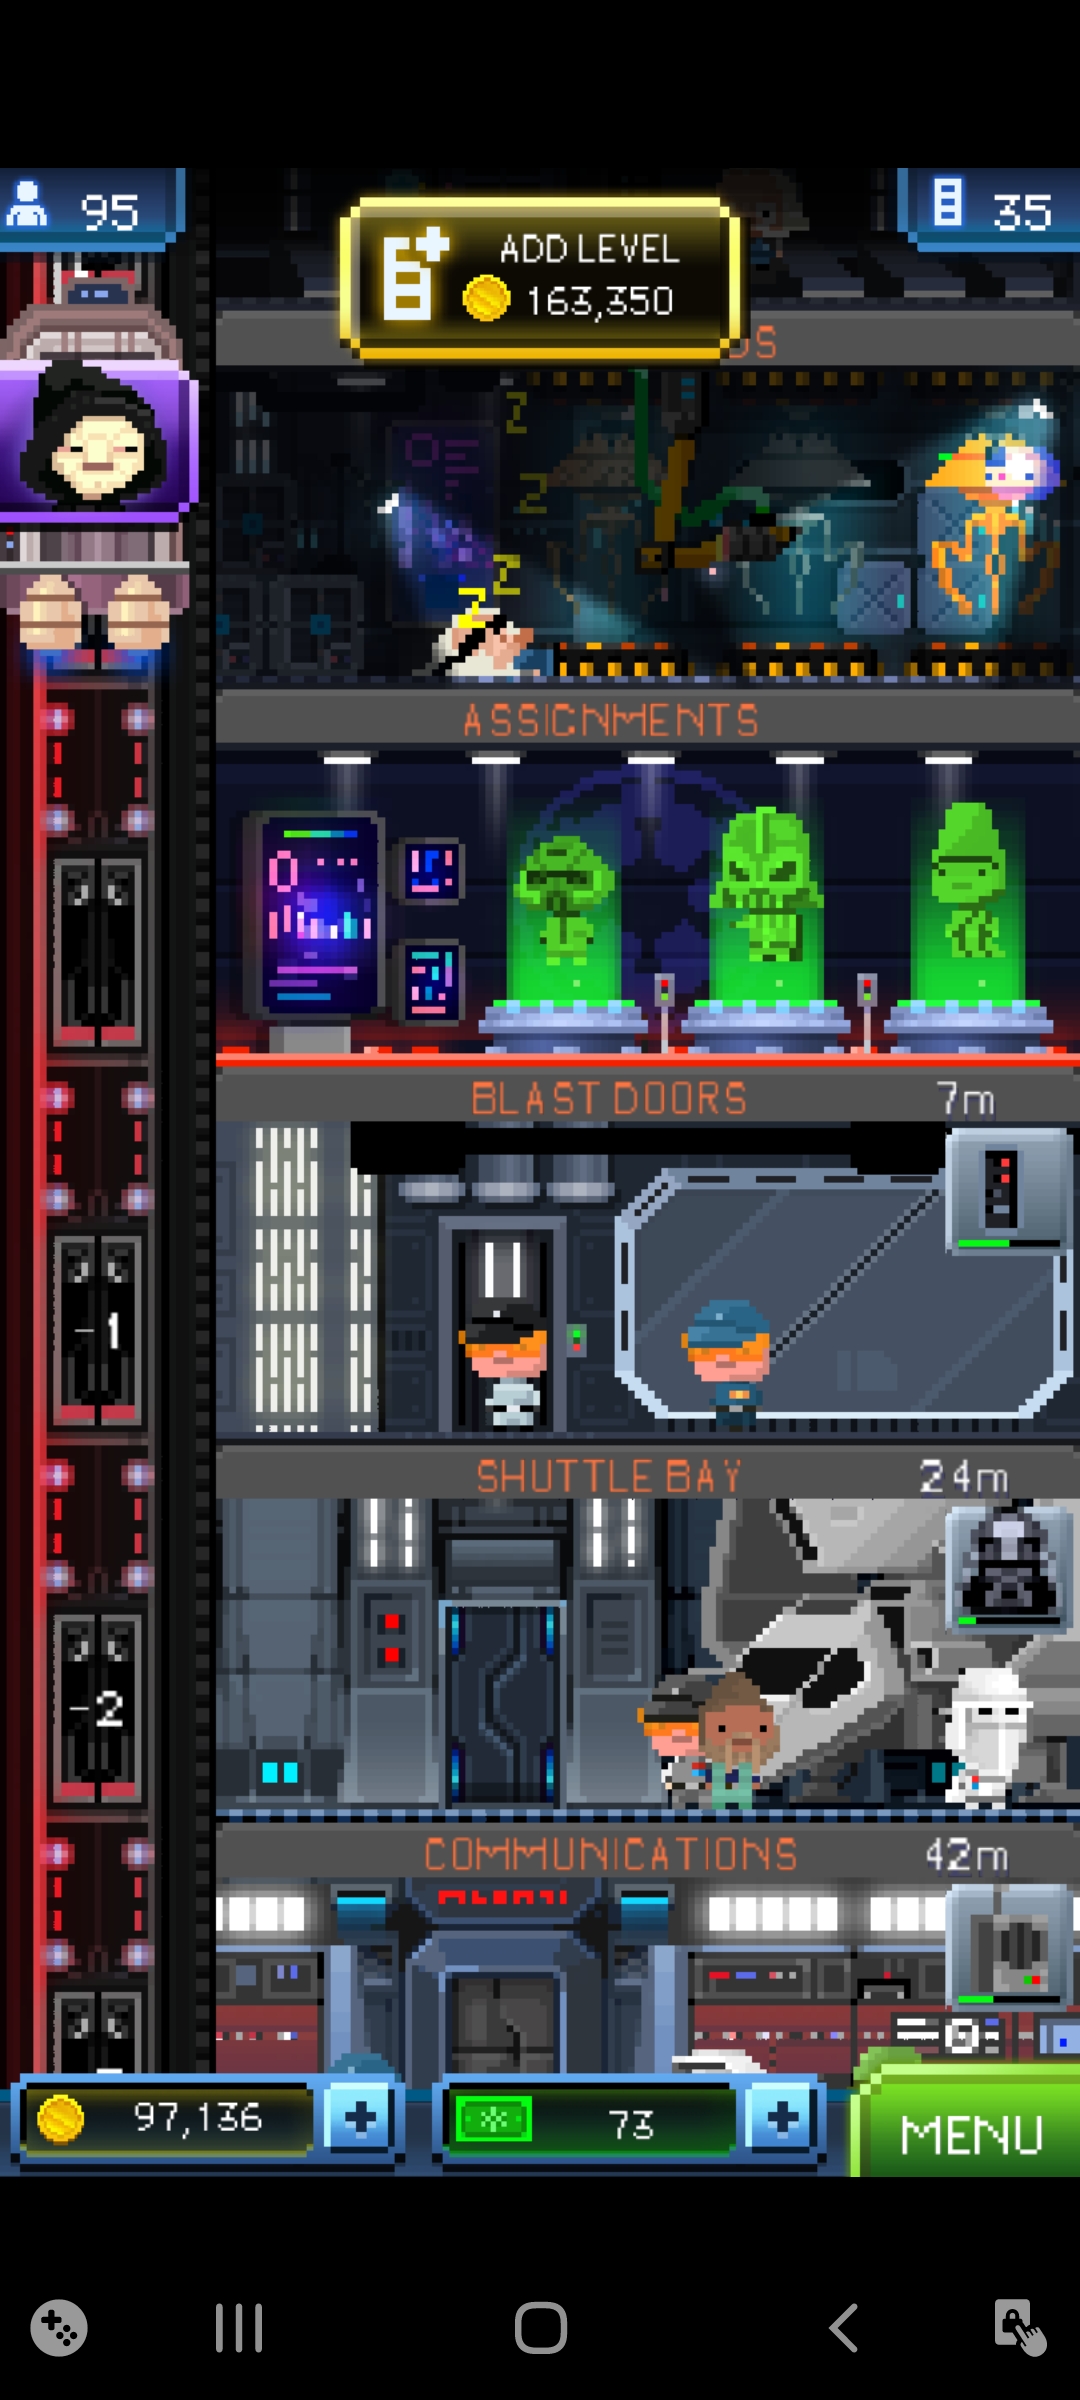 95
ADD LEVEL
163,350
35
DS
Z
Z
Z
Z
ASSIGNMENTS
BLAST DOORS 7m
-1
SHUTTLE BAY 24m
-2
COMMUNICATIONS 42m
97,136
73
MENU